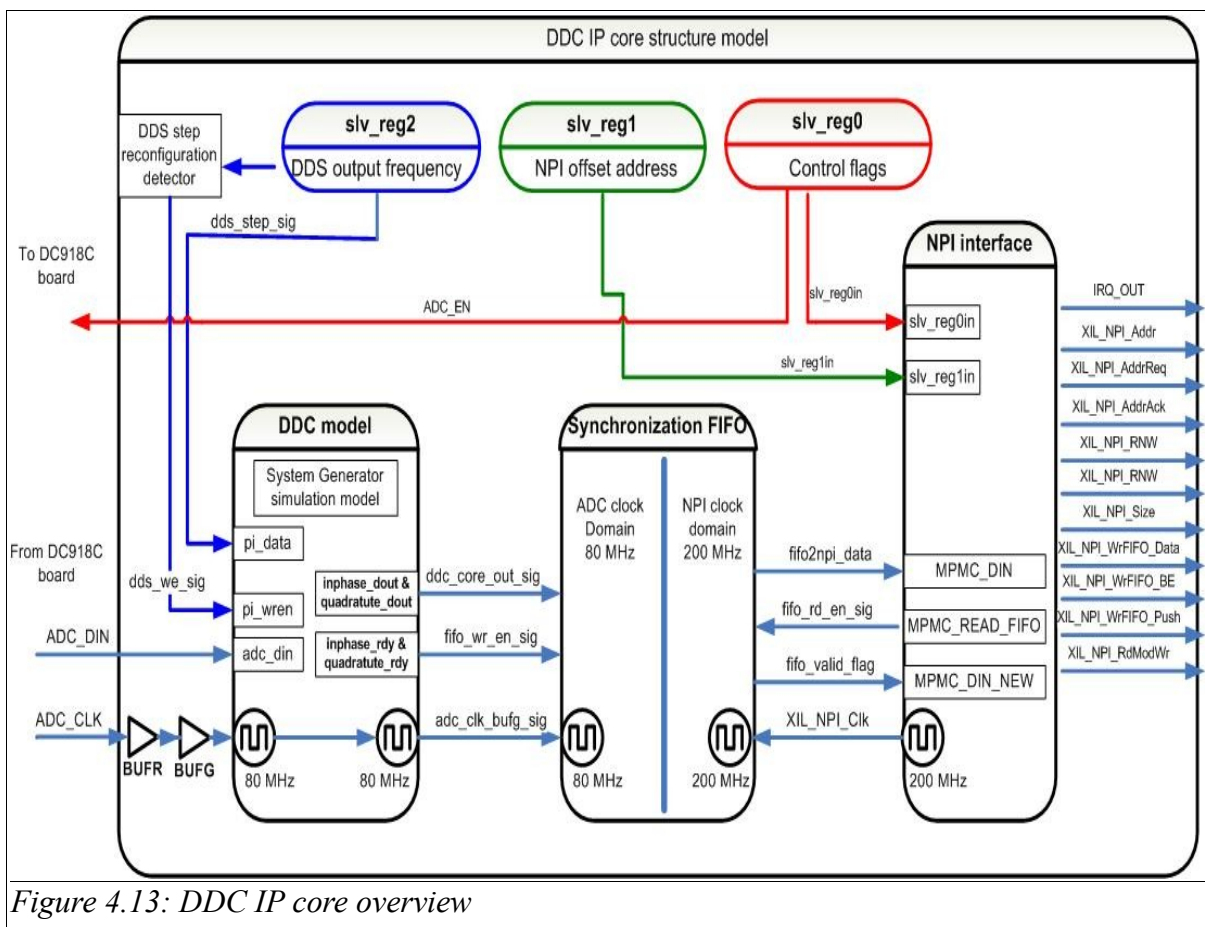 DDC IP core structure model
DDS step
reconfiguration
detector
slv_reg2
DDS output frequency
slv_reg1
NPI offset address
slv_reg0
Control flags
dds_step_sig
To DC918C
board
ADC_EN
slv_reg0in
slv_reg1in
NPI interface
slv_reg0in
slv_reg1in
IRQ_OUT
XIL_NPI_Addr
XIL_NPI_AddrReq
XIL_NPI_AddrAck
XIL_NPI_RNW
XIL_NPI_RNW
XIL_NPI_Size
XIL_NPI_WrFIFO_Data
XIL_NPI_WrFIFO_BE
XIL_NPI_WrFIFO_Push
XIL_NPI_RdModWr
DDC model
System Generator
simulation model
pi_data
From DC918C
board
dds_we_sig
pi_wren
ADC_DIN
adc_din
inphase_dout &
quadratute_dout
inphase_rdy &
quadratute_rdy
ddc_core_out_sig
fifo_wr_en_sig
adc_clk_bufg_sig
ADC_CLK
BUFR
BUFG
80 MHz
80 MHz
Synchronization FIFO
ADC clock
Domain
80 MHz
NPI clock
domain
200 MHz
80 MHz
200 MHz
fifo2npi_data
fifo_rd_en_sig
fifo_valid_flag
XIL_NPI_Clk
MPMC_DIN
MPMC_READ_FIFO
MPMC_DIN_NEW
200 MHz
Figure 4.13: DDC IP core overview